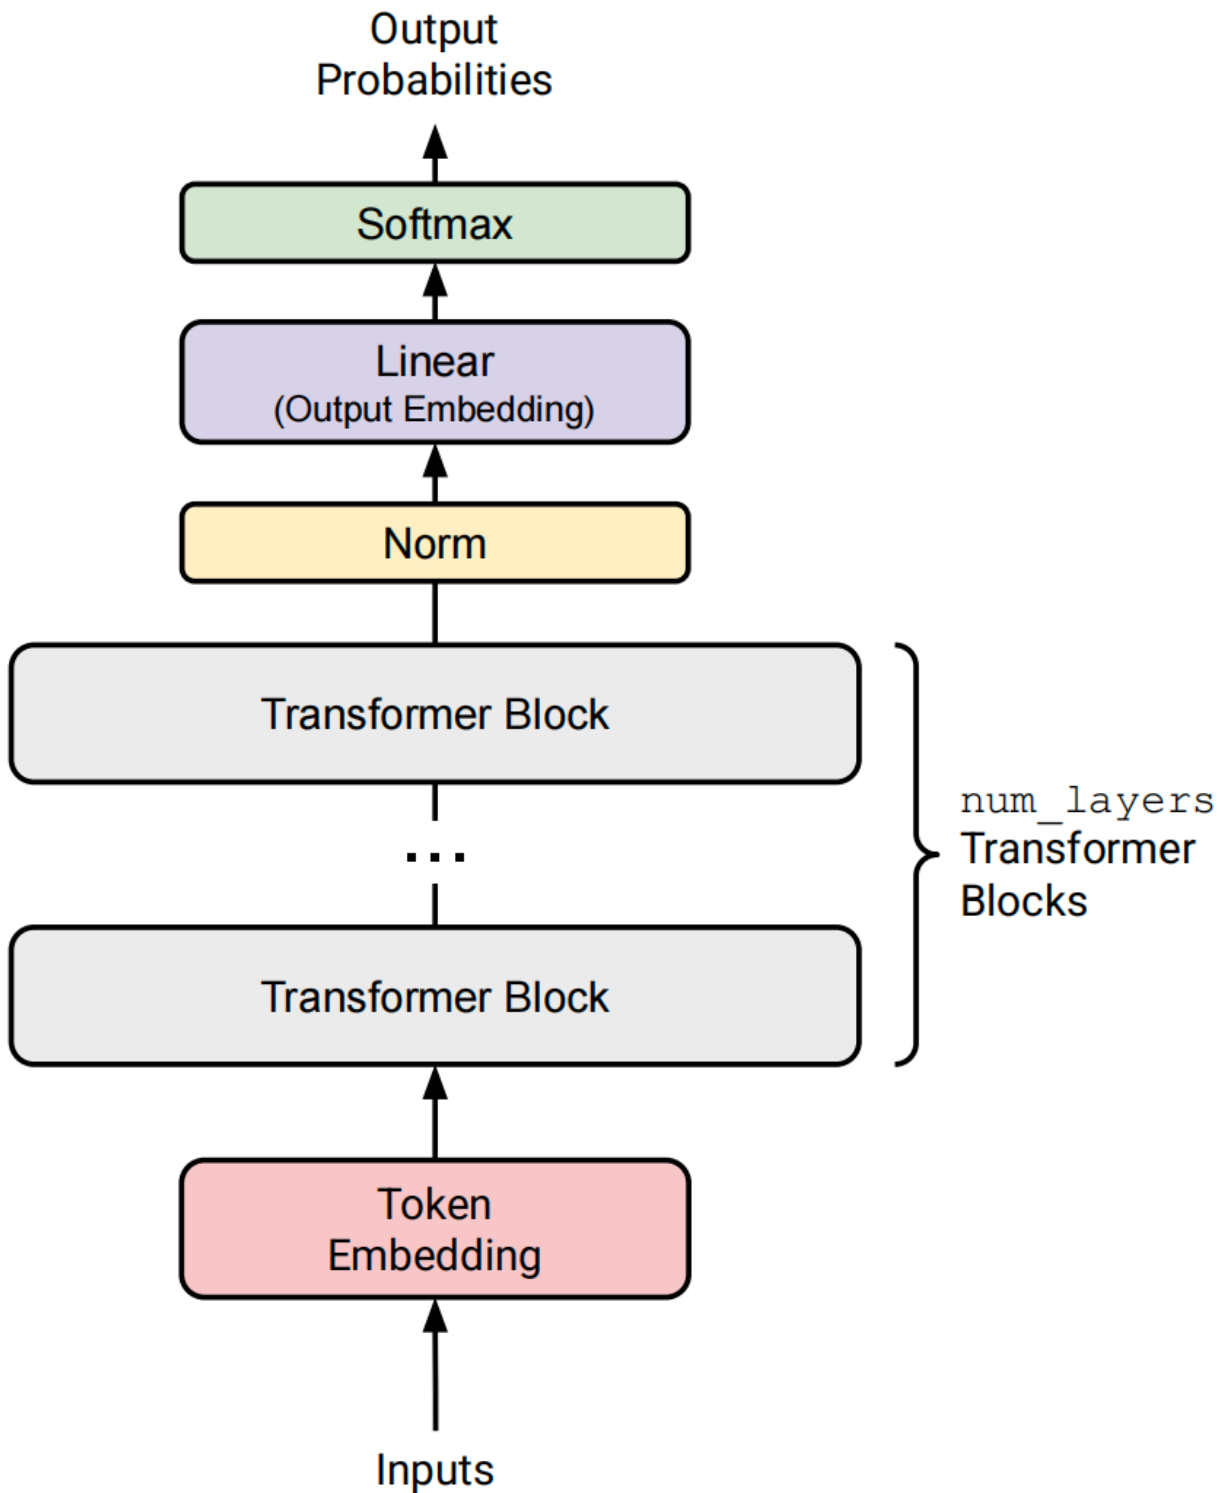 Output
Probabilities
Softmax
Linear
(Output Embedding)
Norm
Transformer Block
...
num_layers
Transformer
Blocks
Transformer Block
Token
Embedding
Inputs